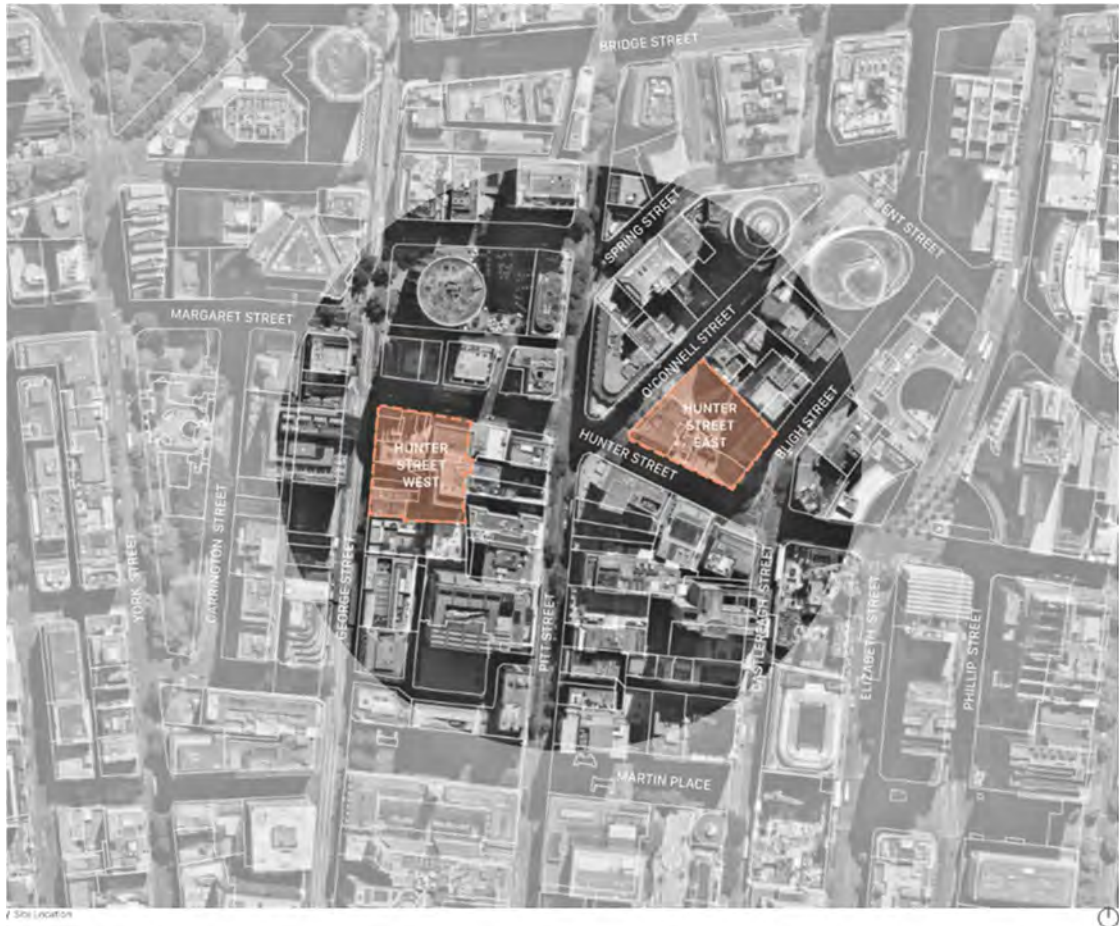 BRIDGE STREET
SPRING STREET
BENT STREET
MARGARET STREET
O'CONNELL STREET
HUNTER
STREET
EAST
BLIGH STREET
HUNTER STREET
HUNTER
STREET
WEST
YORK STREET
CARRINGTON STREET
GEORGE STREET
PITT STREET
CASTLEREAGH STREET
ELIZABETH STREET
PHILLIP STREET
MARTIN PLACE
Site Location